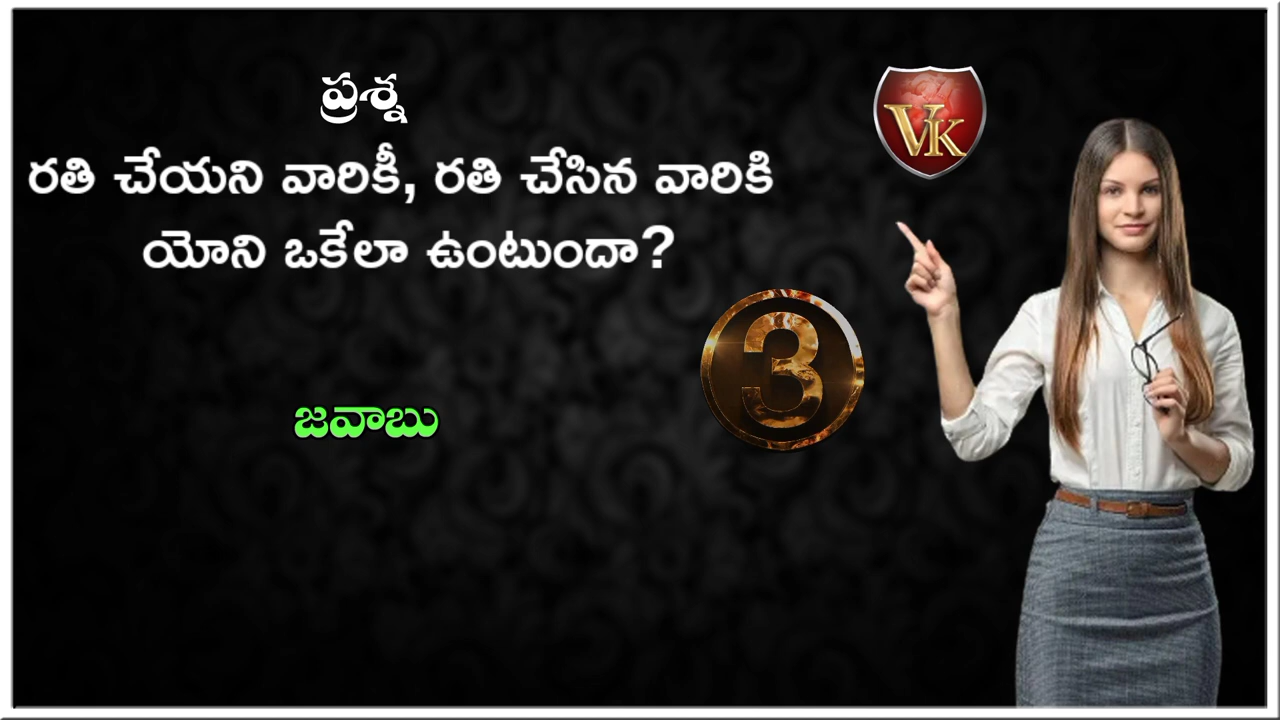 ప్రశ్న
రతి చేయని వారికీ, రతి చేసిన వారికి
యోని ఒకేలా ఉంటుందా?
VK
3
జవాబు